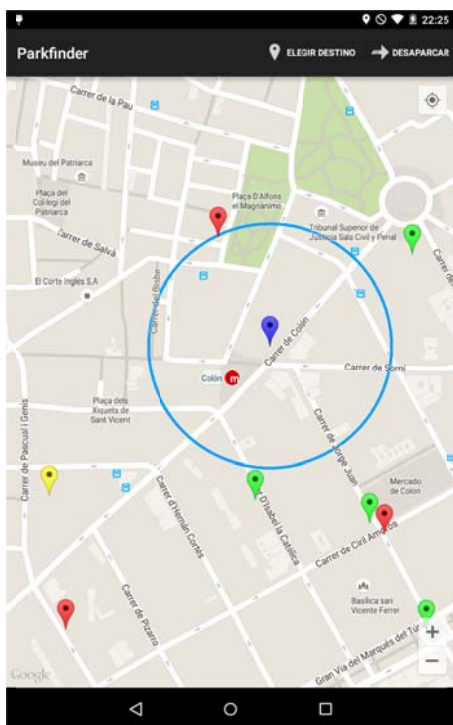 22:25
Parkfinder
ELEGIR DESTINO
DESAPARCAR
Carrer de la Pau
Museu del Patriarca
Plaça del
Col·legi del
Patriarca
Plaça D'Alfons
el Magnànim
Tribunal Superior de
Justicia Sala Civil y Penal
Carrer de Salvà
El Corte Inglés S.A
Carrer del Bisbe
Carrer de Colón
Carrer de Sorní
Colón
m
Plaça dels
Xiquets de
Sant Vicent
Carrer de Pascual i Genís
Carrer de Jorge Juan
Mercado
de Colon
Carrer d'Hernán Cortés
D'Isabel la Catòlica
Carrer de Ciril Amorós
Carrer de Pizarro
Basílica san
Vicente Ferrer
Gran Via del Marqués del
Google
+
−